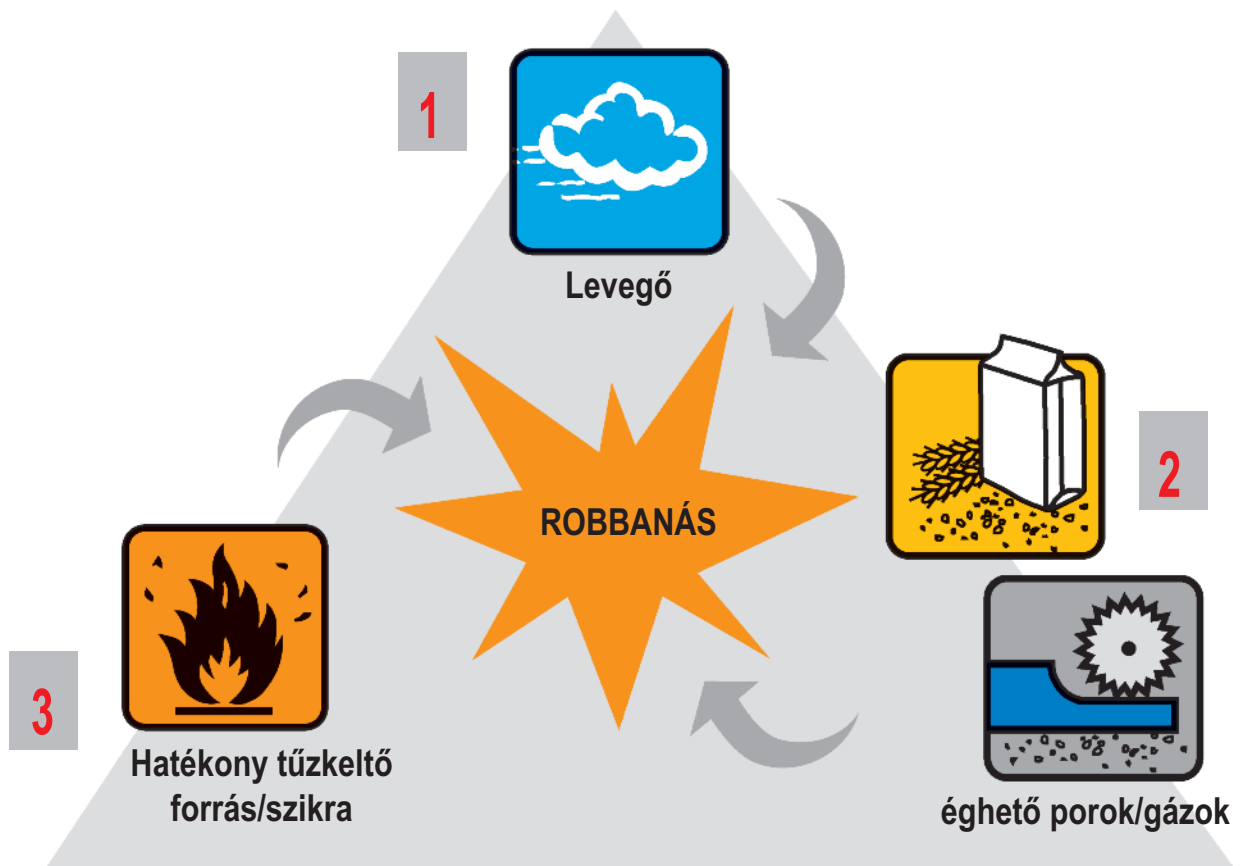 1
Levegő
2
ROBBANÁS
3
Hatékony tűzkeltő
forrás/szikra
éghető porok/gázok